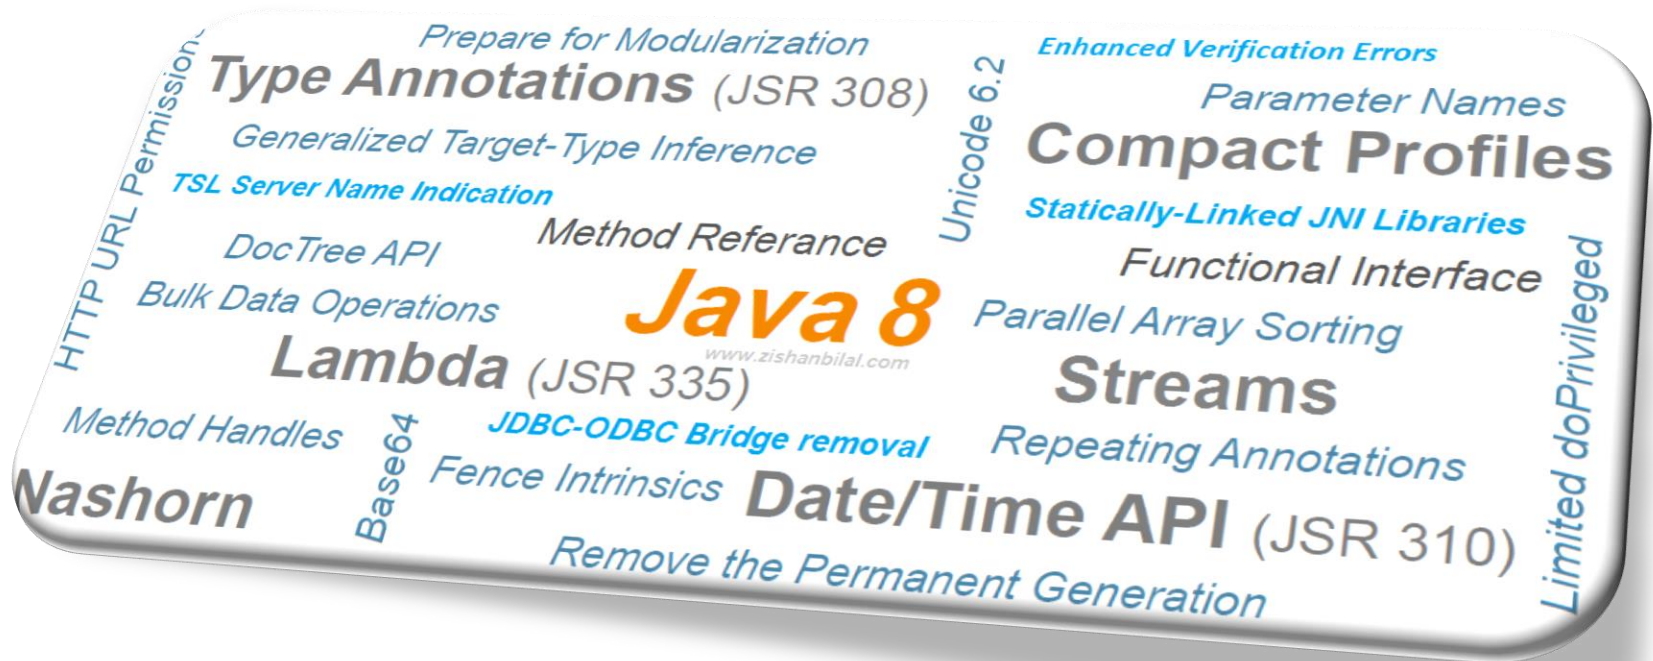 Prepare for Modularization
Type Annotations (JSR 308)
Generalized Target-Type Inference
TSL Server Name Indication
HTTP URL Permissions
DocTree API
Method Referance
Bulk Data Operations
Java 8
www.zishanbilal.com
Lambda (JSR 335)
Unicode 6.2
Enhanced Verification Errors
Parameter Names
Compact Profiles
Statically-Linked JNI Libraries
Functional Interface
Parallel Array Sorting
Streams
Limited doPrivileged
Method Handles
Base64
JDBC-ODBC Bridge removal
Repeating Annotations
Nashorn
Fence Intrinsics
Date/Time API (JSR 310)
Remove the Permanent Generation